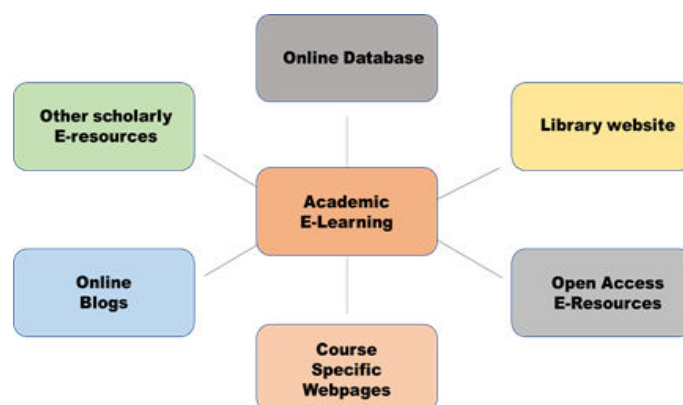 Online Database
Other scholarly
E-resources
Library website
Academic
E-Learning
Online
Blogs
Open Access
E-Resources
Course
Specific
Webpages